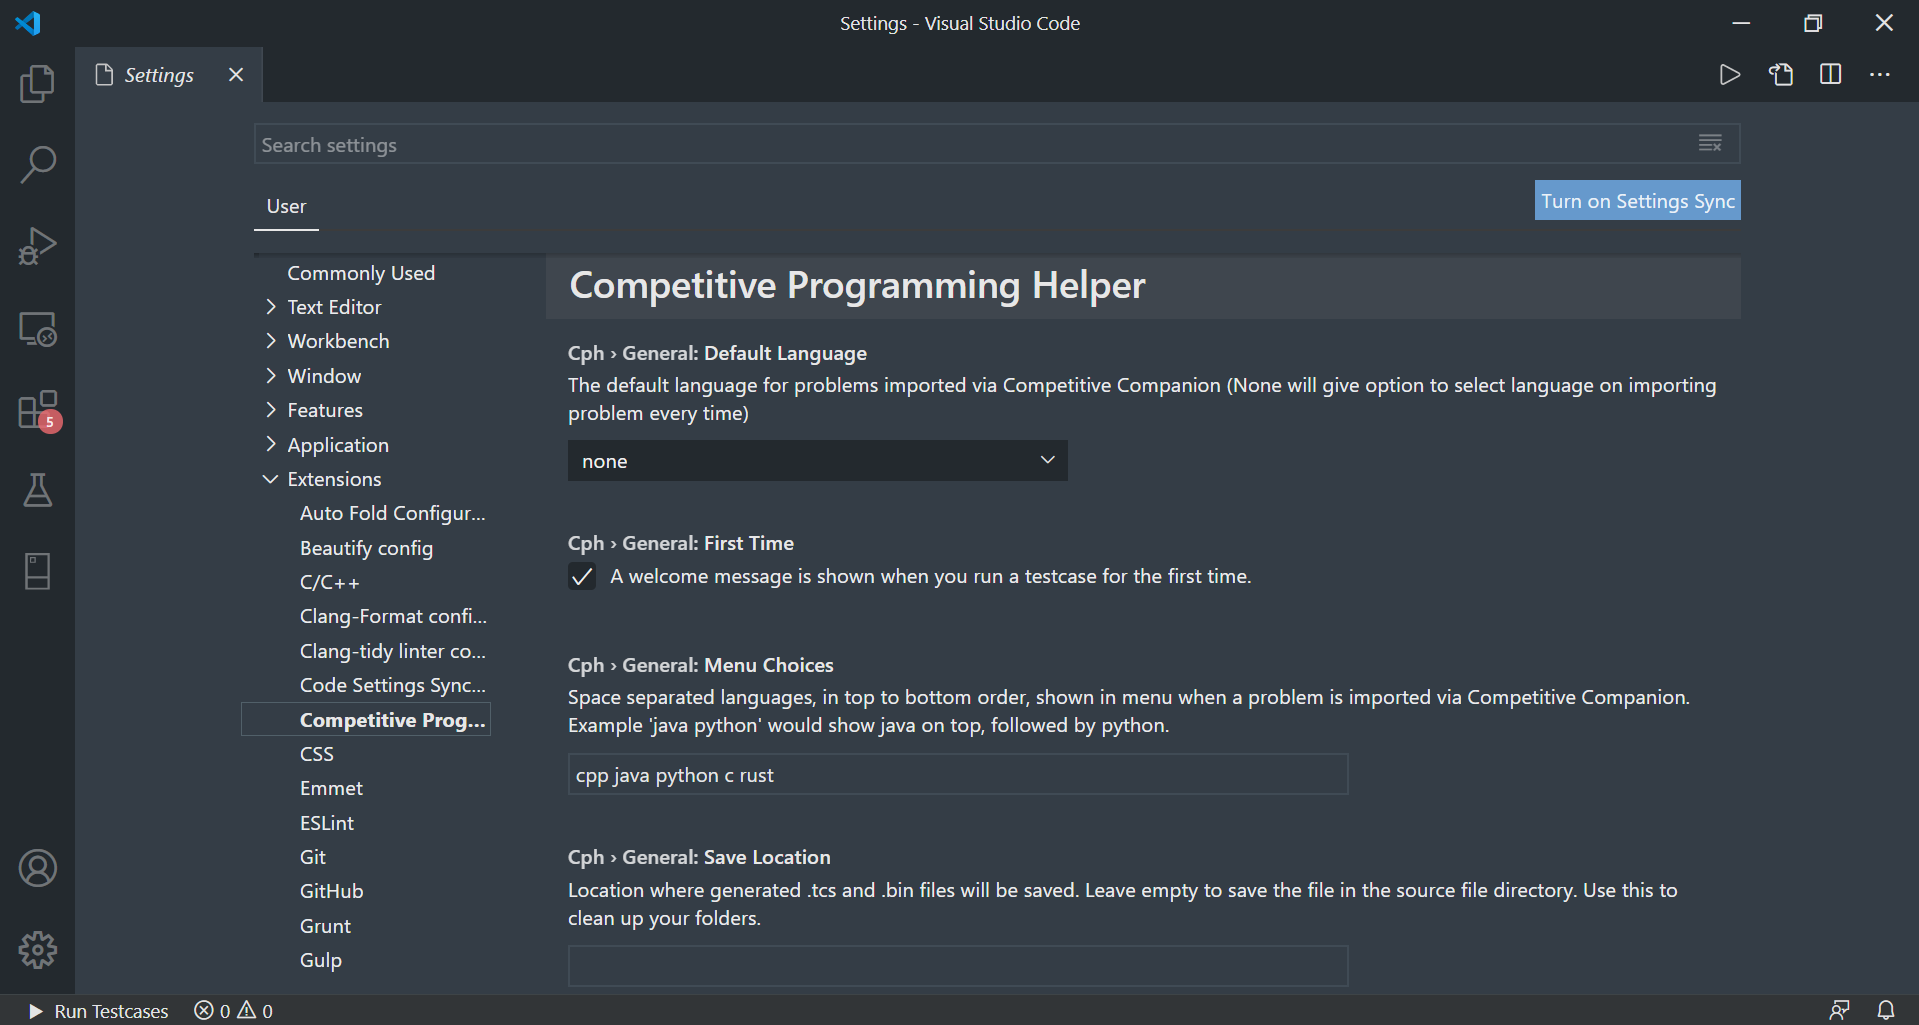 Settings - Visual Studio Code
Settings
Search settings
User
Turn on Settings Sync
Commonly Used
Text Editor
Workbench
Window
Features
Application
Extensions
Auto Fold Configur...
Beautify config
C/C++
Clang-Format confi...
Clang-tidy linter co...
Code Settings Sync...
Competitive Prog...
CSS
Emmet
ESLint
Git
GitHub
Grunt
Gulp
Competitive Programming Helper
Cph › General: Default Language
The default language for problems imported via Competitive Companion (None will give option to select language on importing
problem every time)
none
Cph › General: First Time
A welcome message is shown when you run a testcase for the first time.
Cph › General: Menu Choices
Space separated languages, in top to bottom order, shown in menu when a problem is imported via Competitive Companion.
Example 'java python' would show java on top, followed by python.
cpp java python c rust
Cph › General: Save Location
Location where generated .tcs and .bin files will be saved. Leave empty to save the file in the source file directory. Use this to
clean up your folders.
5
Run Testcases 0 0